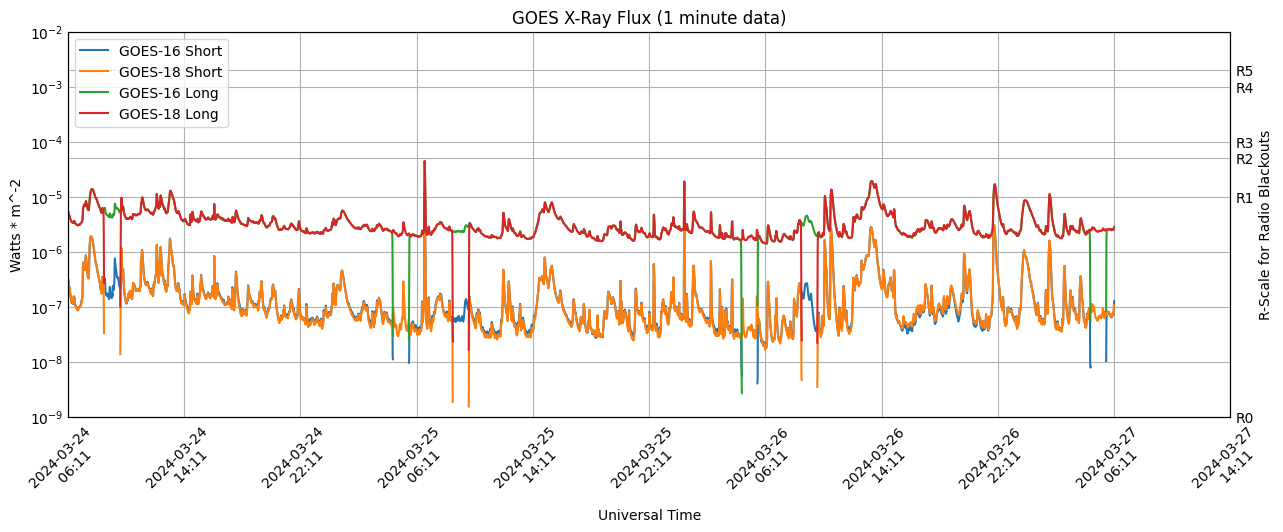 GOES X-Ray Flux (1 minute data)
GOES-16 Short
GOES-18 Short
GOES-16 Long
GOES-18 Long
Watts * m^-2
10⁻²
10⁻³
10⁻⁴
10⁻⁵
10⁻⁶
10⁻⁷
10⁻⁸
10⁻⁹
R5
R4
R3
R2
R1
R0
R-Scale for Radio Blackouts
2024-03-24
06:11
2024-03-24
14:11
2024-03-24
22:11
2024-03-25
06:11
2024-03-25
14:11
2024-03-25
22:11
2024-03-26
06:11
2024-03-26
14:11
2024-03-26
22:11
2024-03-27
06:11
2024-03-27
14:11
Universal Time